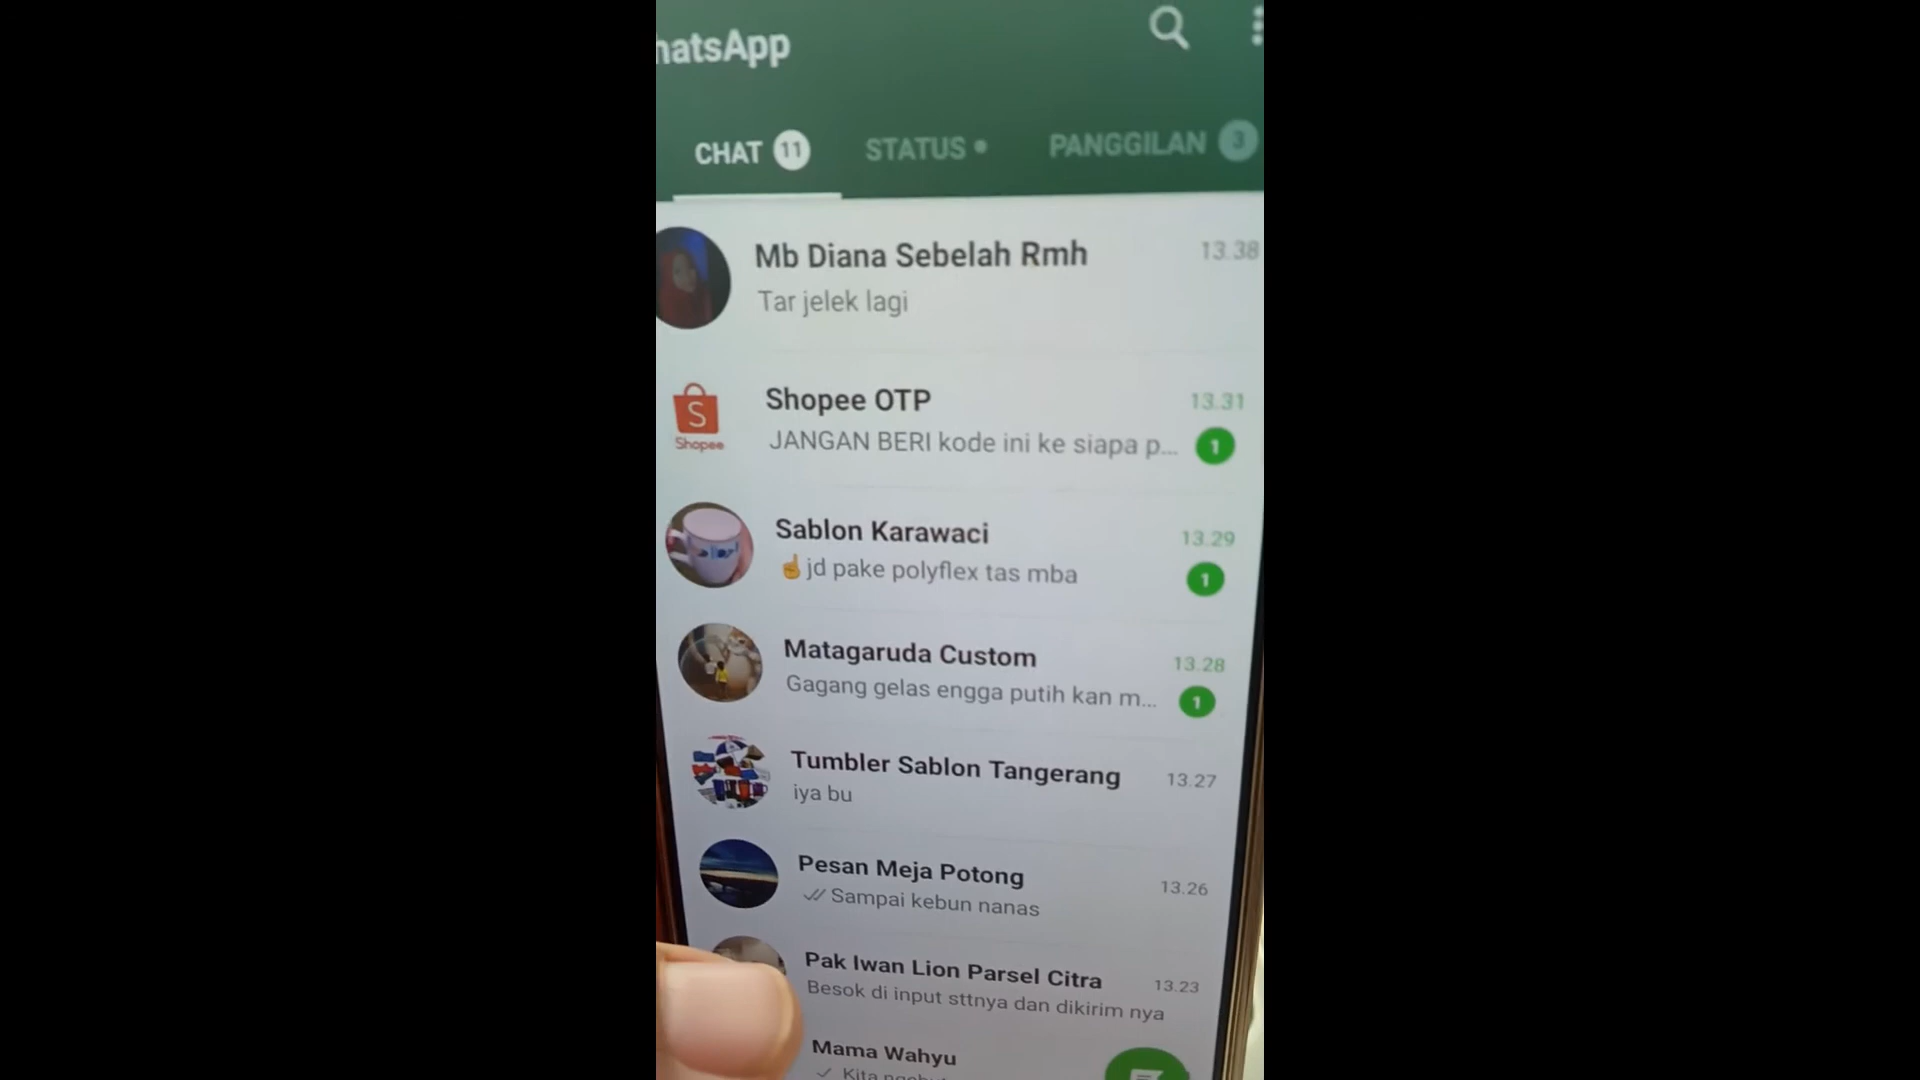 hatsApp
CHAT 11 STATUS • PANGGILAN 3
Mb Diana Sebelah Rmh 13.38
Tar jelek lagi
Shopee OTP 13.31
S
Shopee
JANGAN BERI kode ini ke siapa p... 1
Sablon Karawaci 13.29
☝jd pake polyflex tas mba 1
Matagaruda Custom 13.28
Gagang gelas engga putih kan m... 1
Tumbler Sablon Tangerang 13.27
iya bu
Pesan Meja Potong 13.26
Sampai kebun nanas
Pak Iwan Lion Parsel Citra 13.23
Besok di input sttnya dan dikirim nya
Mama Wahyu
Kita